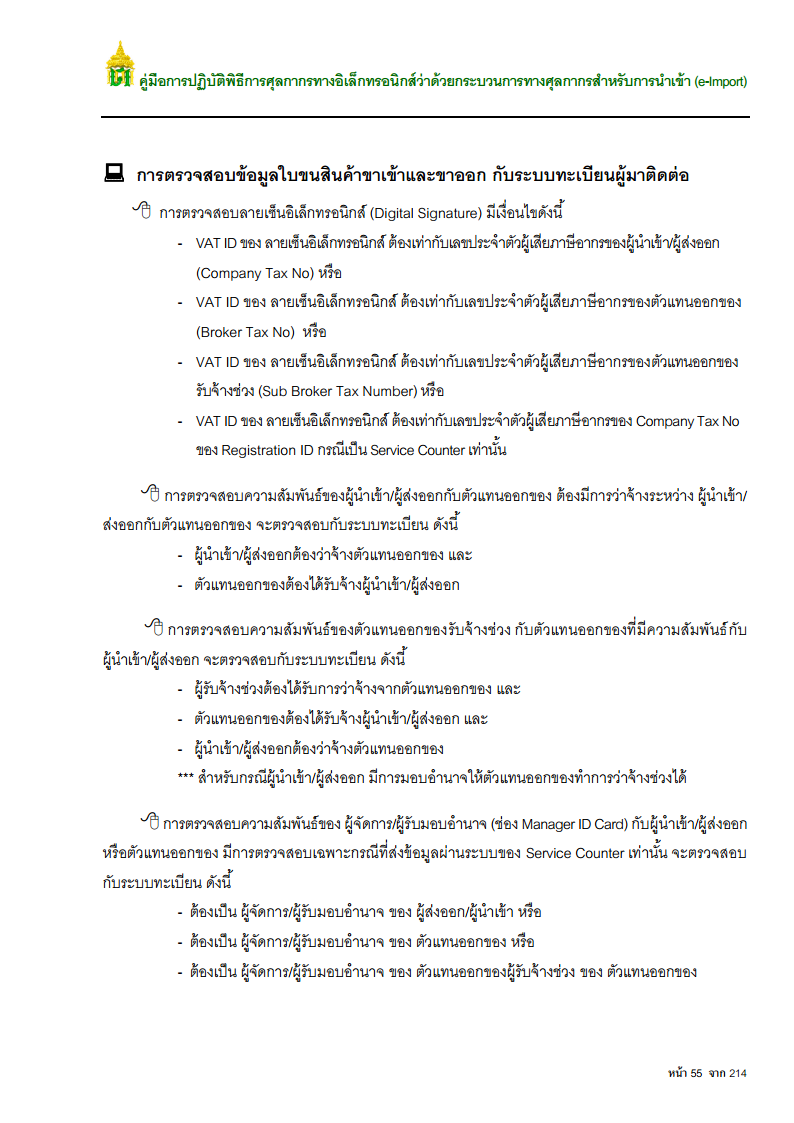 คู่มือการปฏิบัติพิธีการศุลกากรทางอิเล็กทรอนิกส์ว่าด้วยกระบวนการทางศุลกากรสำหรับการนำเข้า (e-Import)
การตรวจสอบข้อมูลใบขนสินค้าขาเข้าและขาออก กับระบบทะเบียนผู้มาติดต่อ
การตรวจสอบลายเซ็นอิเล็กทรอนิกส์ (Digital Signature) มีเงื่อนไขดังนี้
- VAT ID ของ ลายเซ็นอิเล็กทรอนิกส์ ต้องเท่ากับเลขประจำตัวผู้เสียภาษีอากรของผู้นำเข้า/ผู้ส่งออก
(Company Tax No) หรือ
- VAT ID ของ ลายเซ็นอิเล็กทรอนิกส์ ต้องเท่ากับเลขประจำตัวผู้เสียภาษีอากรของตัวแทนออกของ
(Broker Tax No) หรือ
- VAT ID ของ ลายเซ็นอิเล็กทรอนิกส์ ต้องเท่ากับเลขประจำตัวผู้เสียภาษีอากรของตัวแทนออกของ
รับจ้างช่วง (Sub Broker Tax Number) หรือ
- VAT ID ของ ลายเซ็นอิเล็กทรอนิกส์ ต้องเท่ากับเลขประจำตัวผู้เสียภาษีอากรของ Company Tax No
ของ Registration ID กรณีเป็น Service Counter เท่านั้น
การตรวจสอบความสัมพันธ์ของผู้นำเข้า/ผู้ส่งออกกับตัวแทนออกของ ต้องมีการว่าจ้างระหว่าง ผู้นำเข้า/
ส่งออกกับตัวแทนออกของ จะตรวจสอบกับระบบทะเบียน ดังนี้
- ผู้นำเข้า/ผู้ส่งออกต้องว่าจ้างตัวแทนออกของ และ
- ตัวแทนออกของต้องได้รับจ้างผู้นำเข้า/ผู้ส่งออก
การตรวจสอบความสัมพันธ์ของตัวแทนออกของรับจ้างช่วง กับตัวแทนออกของที่มีความสัมพันธ์กับ
ผู้นำเข้า/ผู้ส่งออก จะตรวจสอบกับระบบทะเบียน ดังนี้
- ผู้รับจ้างช่วงต้องได้รับการว่าจ้างจากตัวแทนออกของ และ
- ตัวแทนออกของต้องได้รับจ้างผู้นำเข้า/ผู้ส่งออก และ
- ผู้นำเข้า/ผู้ส่งออกต้องว่าจ้างตัวแทนออกของ
*** สำหรับกรณีผู้นำเข้า/ผู้ส่งออก มีการมอบอำนาจให้ตัวแทนออกของทำการว่าจ้างช่วงได้
การตรวจสอบความสัมพันธ์ของ ผู้จัดการ/ผู้รับมอบอำนาจ (ช่อง Manager ID Card) กับผู้นำเข้า/ผู้ส่งออก
หรือตัวแทนออกของ มีการตรวจสอบเฉพาะกรณีที่ส่งข้อมูลผ่านระบบของ Service Counter เท่านั้น จะตรวจสอบ
กับระบบทะเบียน ดังนี้
- ต้องเป็น ผู้จัดการ/ผู้รับมอบอำนาจ ของ ผู้ส่งออก/ผู้นำเข้า หรือ
- ต้องเป็น ผู้จัดการ/ผู้รับมอบอำนาจ ของ ตัวแทนออกของ หรือ
- ต้องเป็น ผู้จัดการ/ผู้รับมอบอำนาจ ของ ตัวแทนออกของผู้รับจ้างช่วง ของ ตัวแทนออกของ
หน้า 55 จาก 214